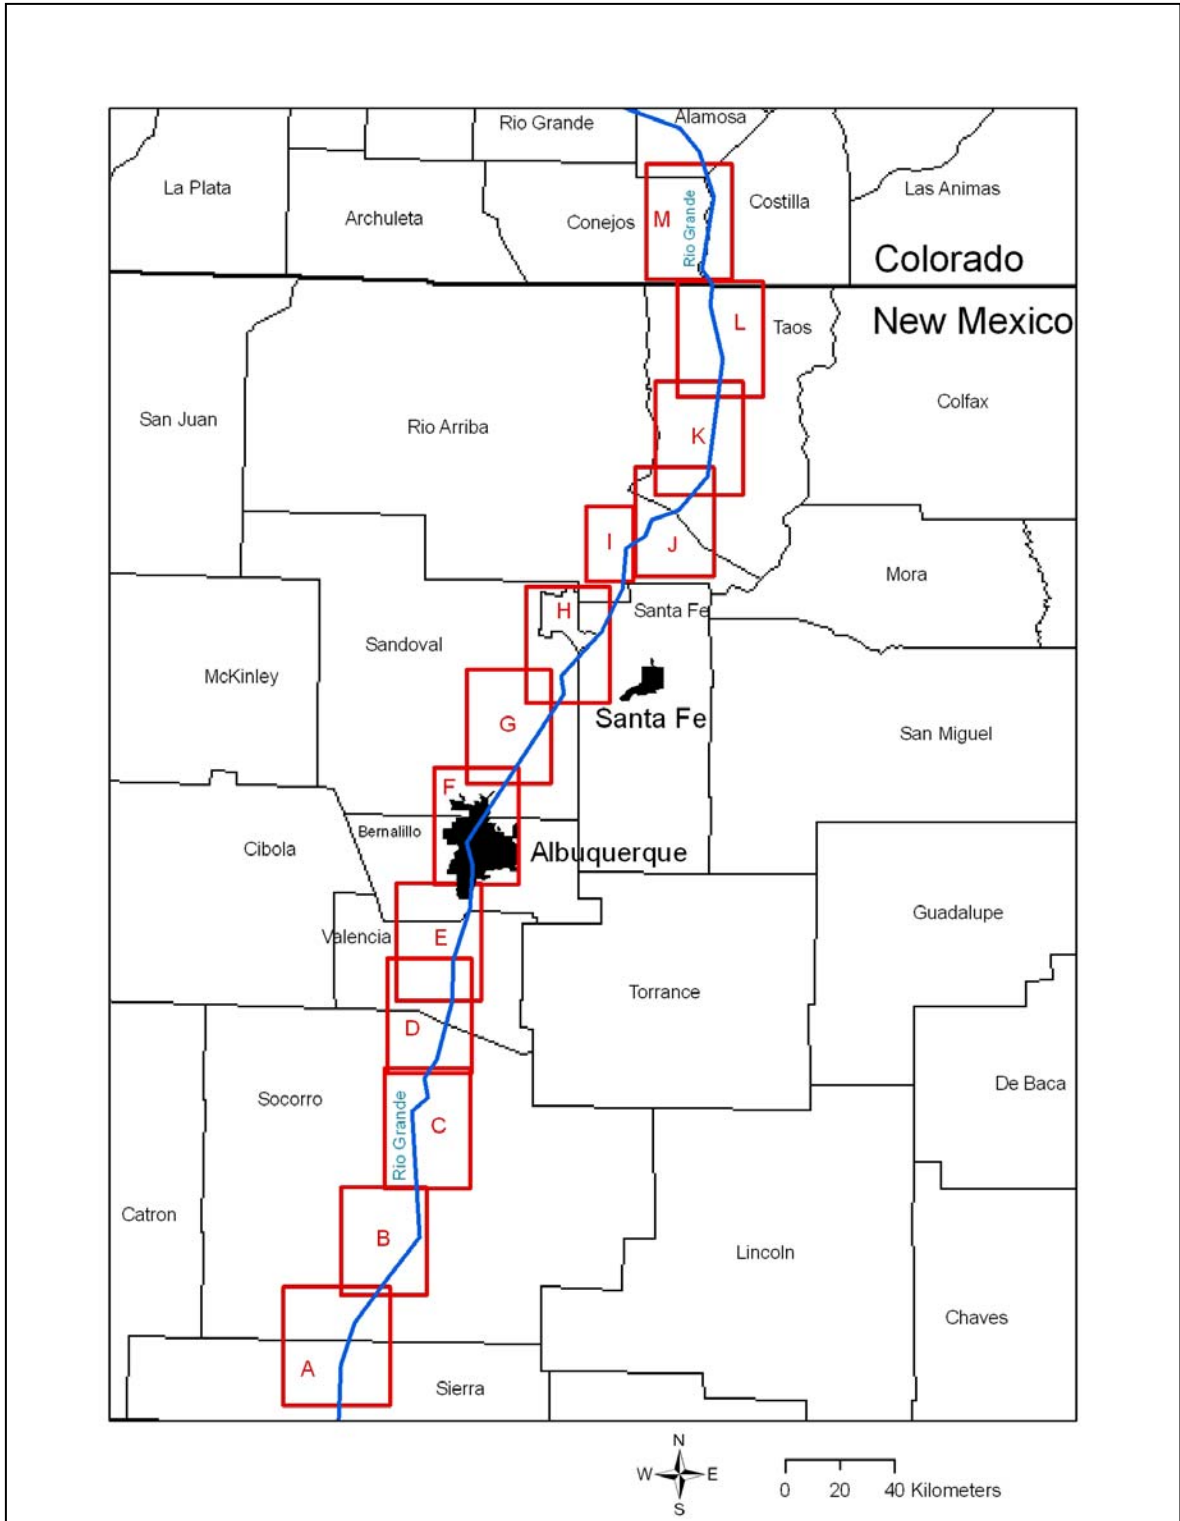 Rio Grande
Alamosa
La Plata
Archuleta
Conejos
M
Rio Grande
Costilla
Las Animas
Colorado
New Mexico
L
Taos
San Juan
Rio Arriba
K
Colfax
I
J
Mora
H
Santa Fe
Sandoval
McKinley
G
Santa Fe
San Miguel
F
Bernalillo
Cibola
Albuquerque
Guadalupe
Valencia
E
Torrance
D
De Baca
Socorro
Rio Grande
C
Catron
B
Lincoln
Chaves
A
Sierra
N
W
E
S
0 20 40 Kilometers